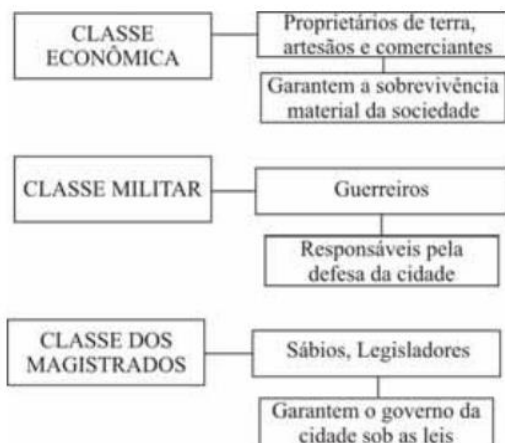 CLASSE
ECONÔMICA
Proprietários de terra,
artesãos e comerciantes
Garantem a sobrevivência
material da sociedade
CLASSE MILITAR
Guerreiros
Responsáveis pela
defesa da cidade
CLASSE DOS
MAGISTRADOS
Sábios, Legisladores
Garantem o governo da
cidade sob as leis